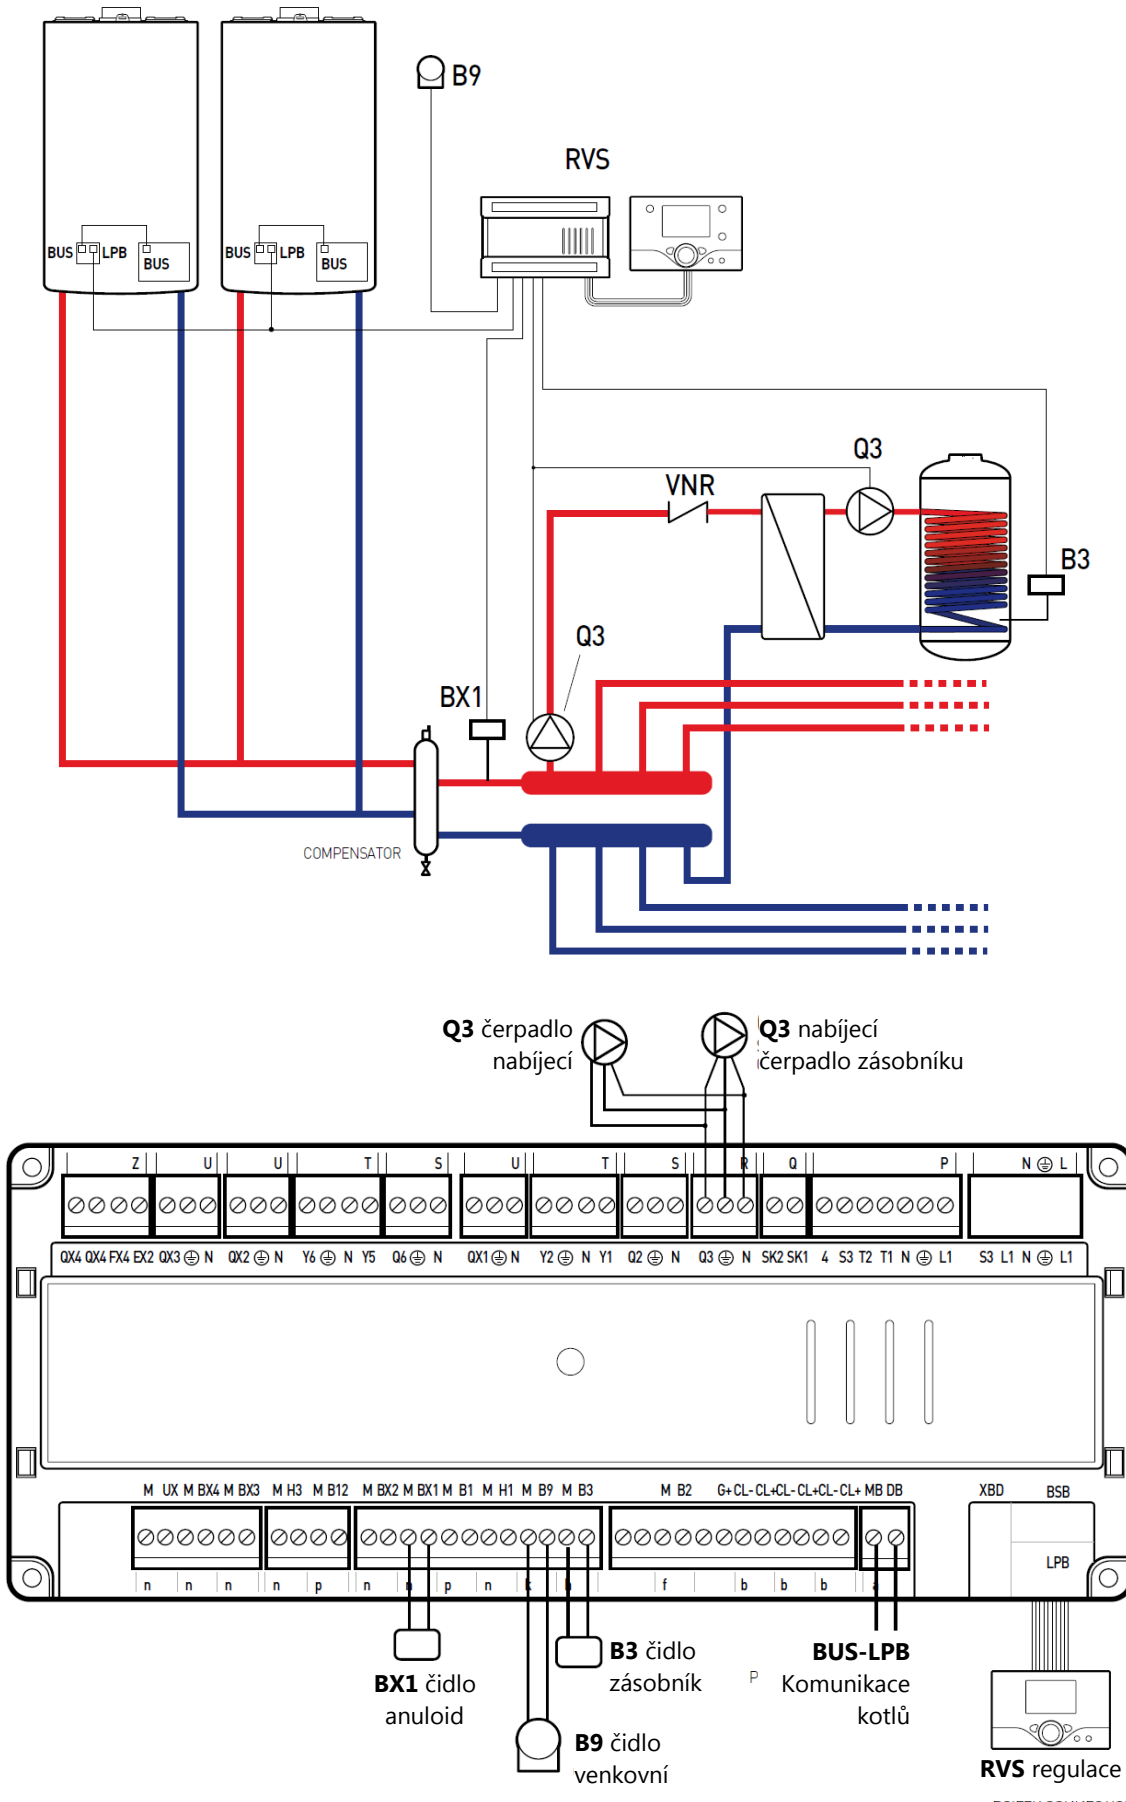 B9
RVS
BUS LPB BUS
BUS LPB BUS
Q3
VNR
B3
Q3
BX1
COMPENSATOR
Q3 čerpadlo
nabíjecí
Q3 nabíjecí
čerpadlo zásobníku
Z U U T S U T S R Q P N L
QX4 QX4 FX4 EX2 QX3 N QX2 N Y6 N Y5 Q6 N QX1 N Y2 N Y1 Q2 N Q3 N SK2 SK1 4 S3 T2 T1 N L1 S3 L1 N L1
M UX M BX4 M BX3 M H3 M B12 M BX2 M BX1 M B1 M H1 M B9 M B3 M B2 G+ CL- CL+ CL- CL+ CL- CL+ MB DB
XBD BSB
LPB
n n n n p n n p n k h f b b b a
BX1 čidlo
anuloid
B3 čidlo
zásobník
B9 čidlo
venkovní
P
BUS-LPB
Komunikace
kotlů
RVS regulace